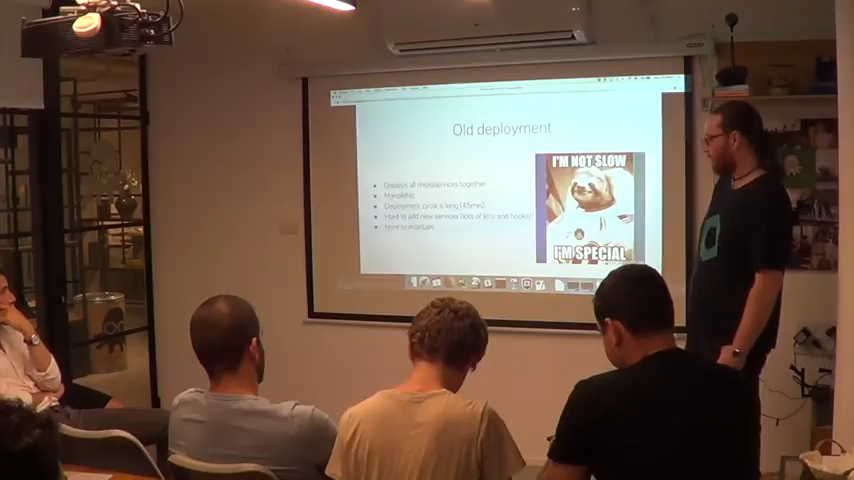 Old deployment
I'M NOT SLOW
Deploys all microservices together
Monolithic
Deployment cycle is long (45min)
Hard to add new services (lots of lists and hooks)
Hard to maintain
I'M SPECIAL